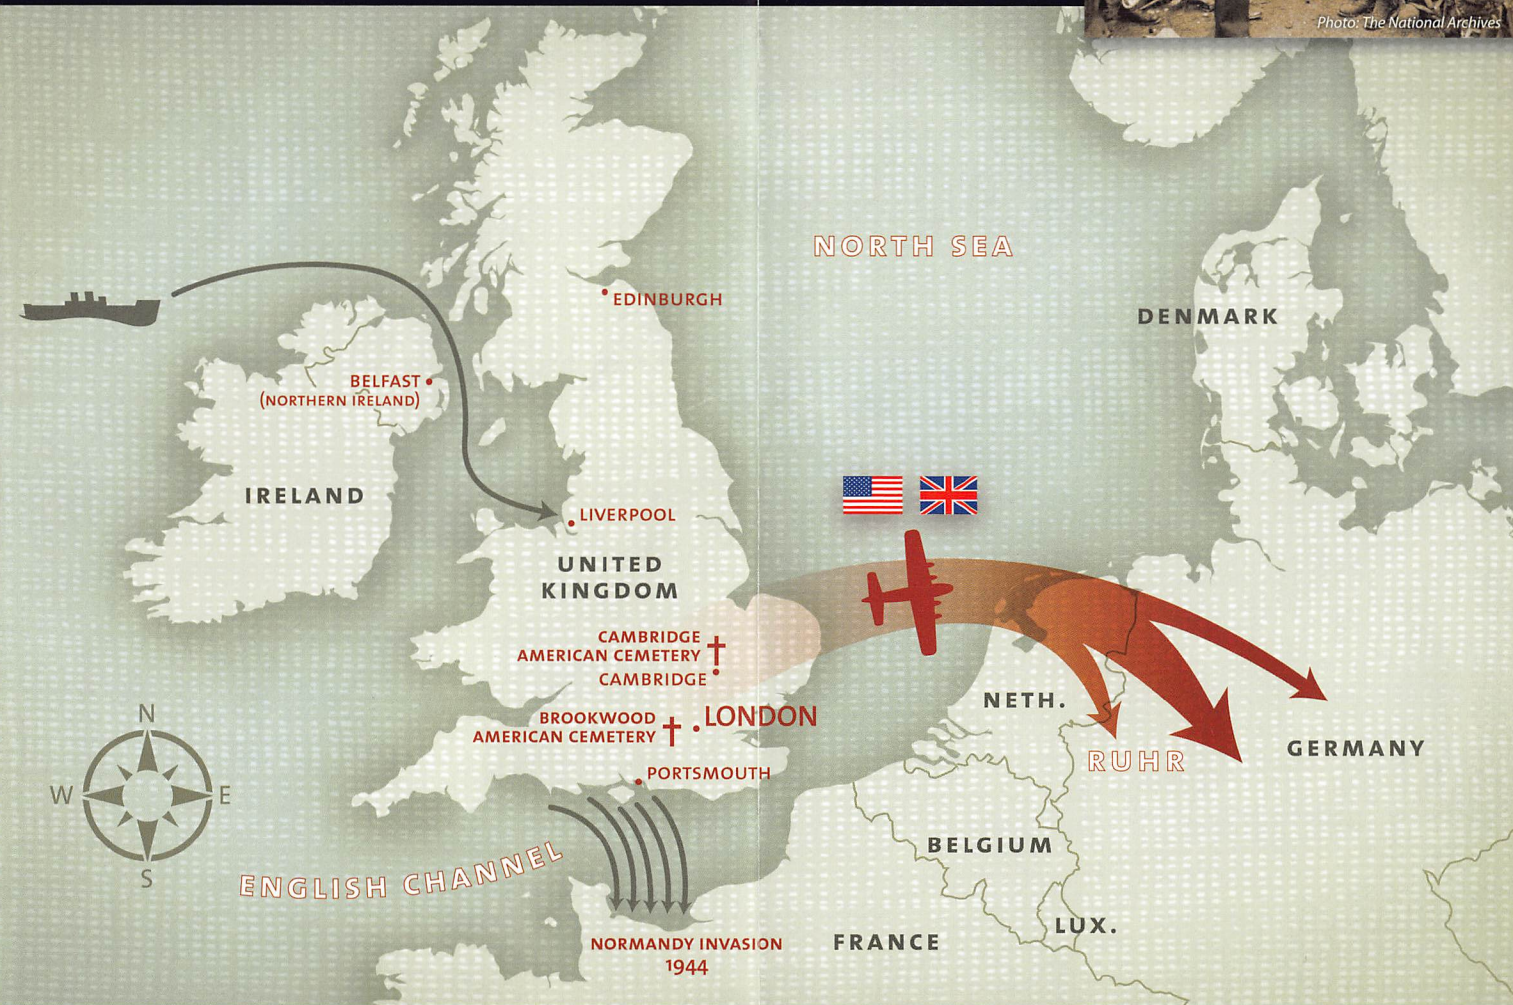 Photo: The National Archives
NORTH SEA
EDINBURGH
DENMARK
BELFAST
(NORTHERN IRELAND)
IRELAND
LIVERPOOL
UNITED
KINGDOM
CAMBRIDGE
AMERICAN CEMETERY
CAMBRIDGE
NETH.
BROOKWOOD
AMERICAN CEMETERY
LONDON
GERMANY
RUHR
PORTSMOUTH
N
W
E
S
BELGIUM
ENGLISH CHANNEL
LUX.
FRANCE
NORMANDY INVASION
1944